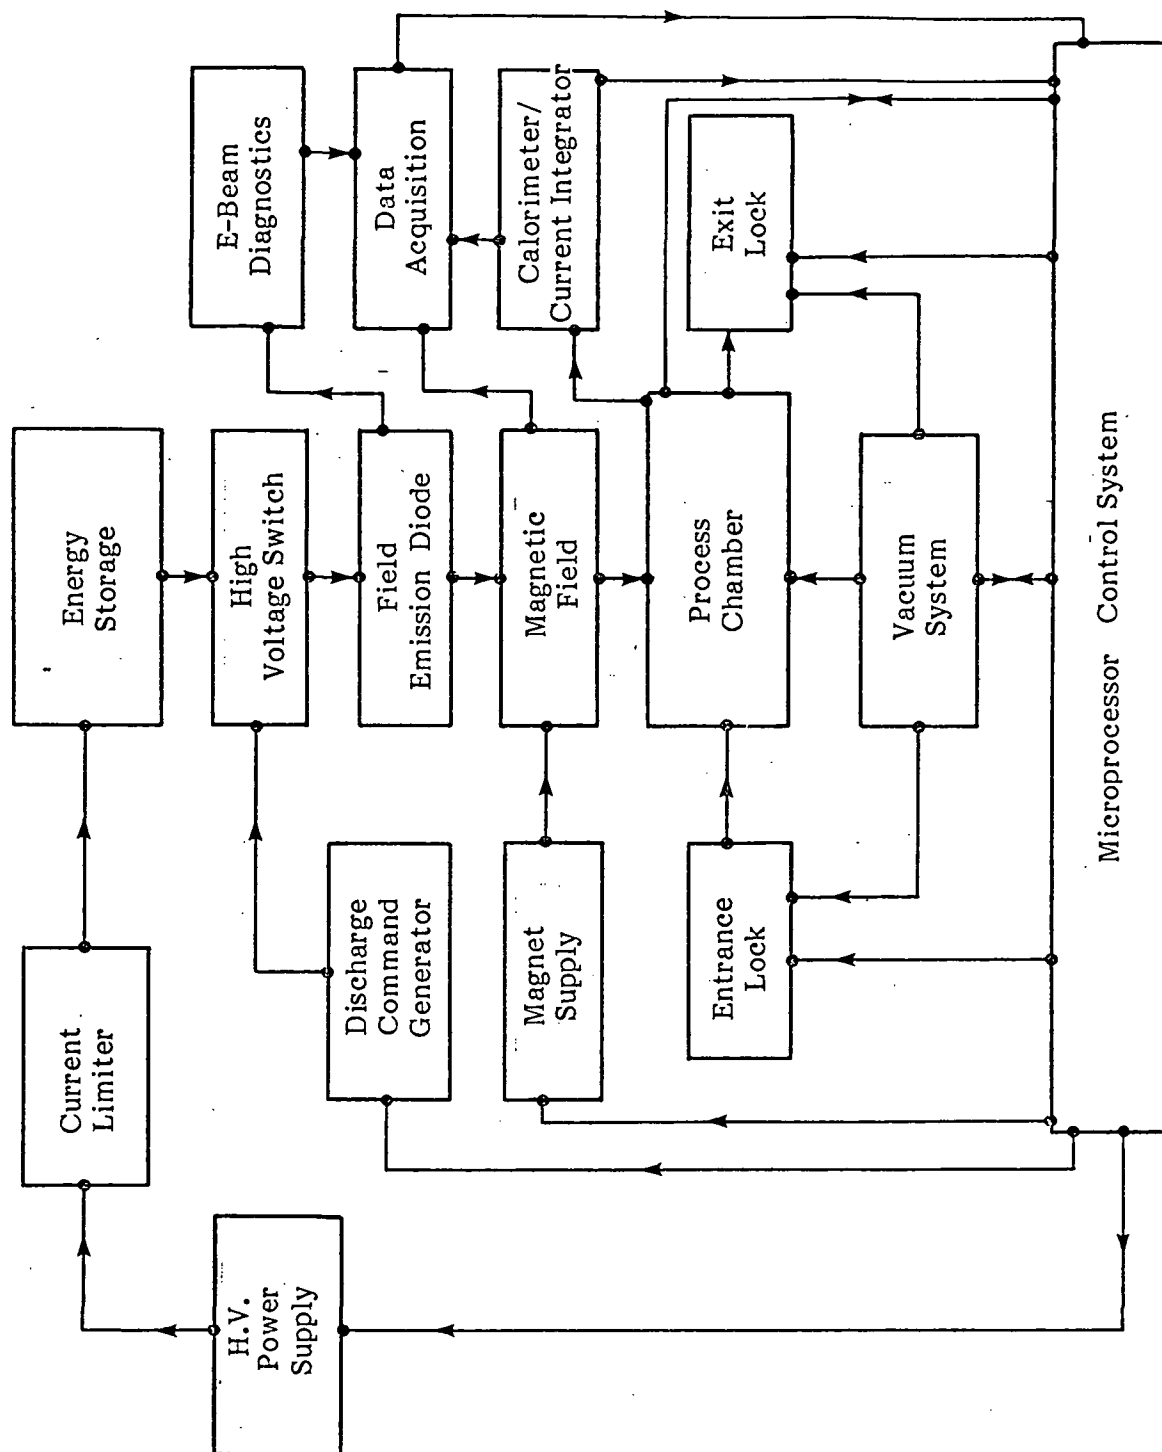 H.V.
Power
Supply
Current
Limiter
Energy
Storage
Discharge
Command
Generator
High
Voltage Switch
E-Beam
Diagnostics
Field
Emission Diode
Data
Acquisition
Magnet
Supply
Magnetic
Field
Calorimeter/
Current Integrator
Entrance
Lock
Process
Chamber
Exit
Lock
Vacuum
System
Microprocessor Control System